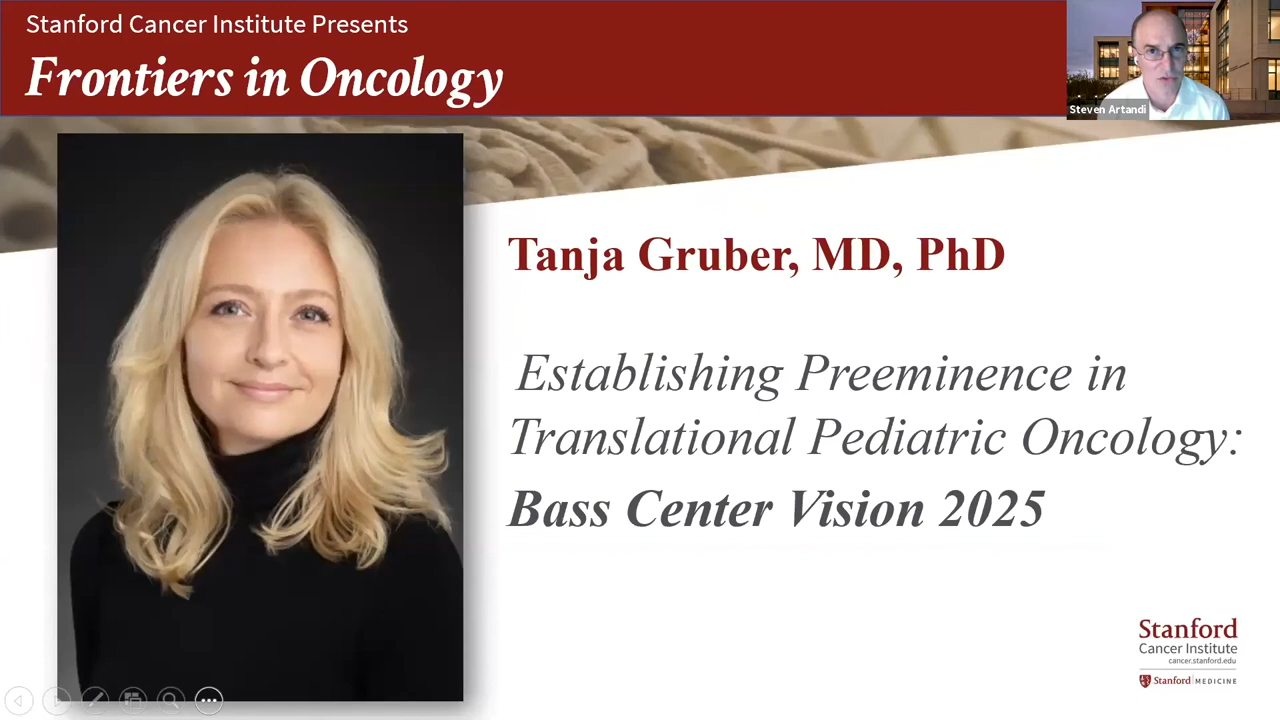 Stanford Cancer Institute Presents
Frontiers in Oncology
Steven Artandi
Tanja Gruber, MD, PhD
Establishing Preeminence in
Translational Pediatric Oncology:
Bass Center Vision 2025
Stanford
Cancer Institute
cancer.stanford.edu
Stanford MEDICINE